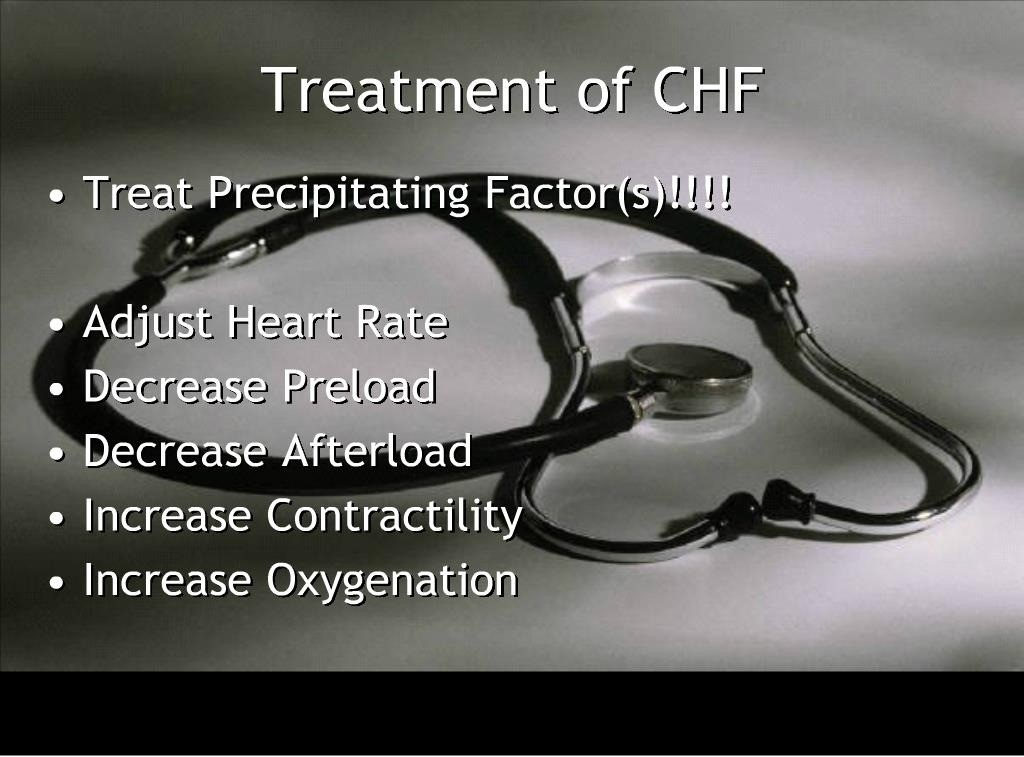 Treatment of CHF
• Treat Precipitating Factor(s)!!!!
• Adjust Heart Rate
• Decrease Preload
• Decrease Afterload
• Increase Contractility
• Increase Oxygenation